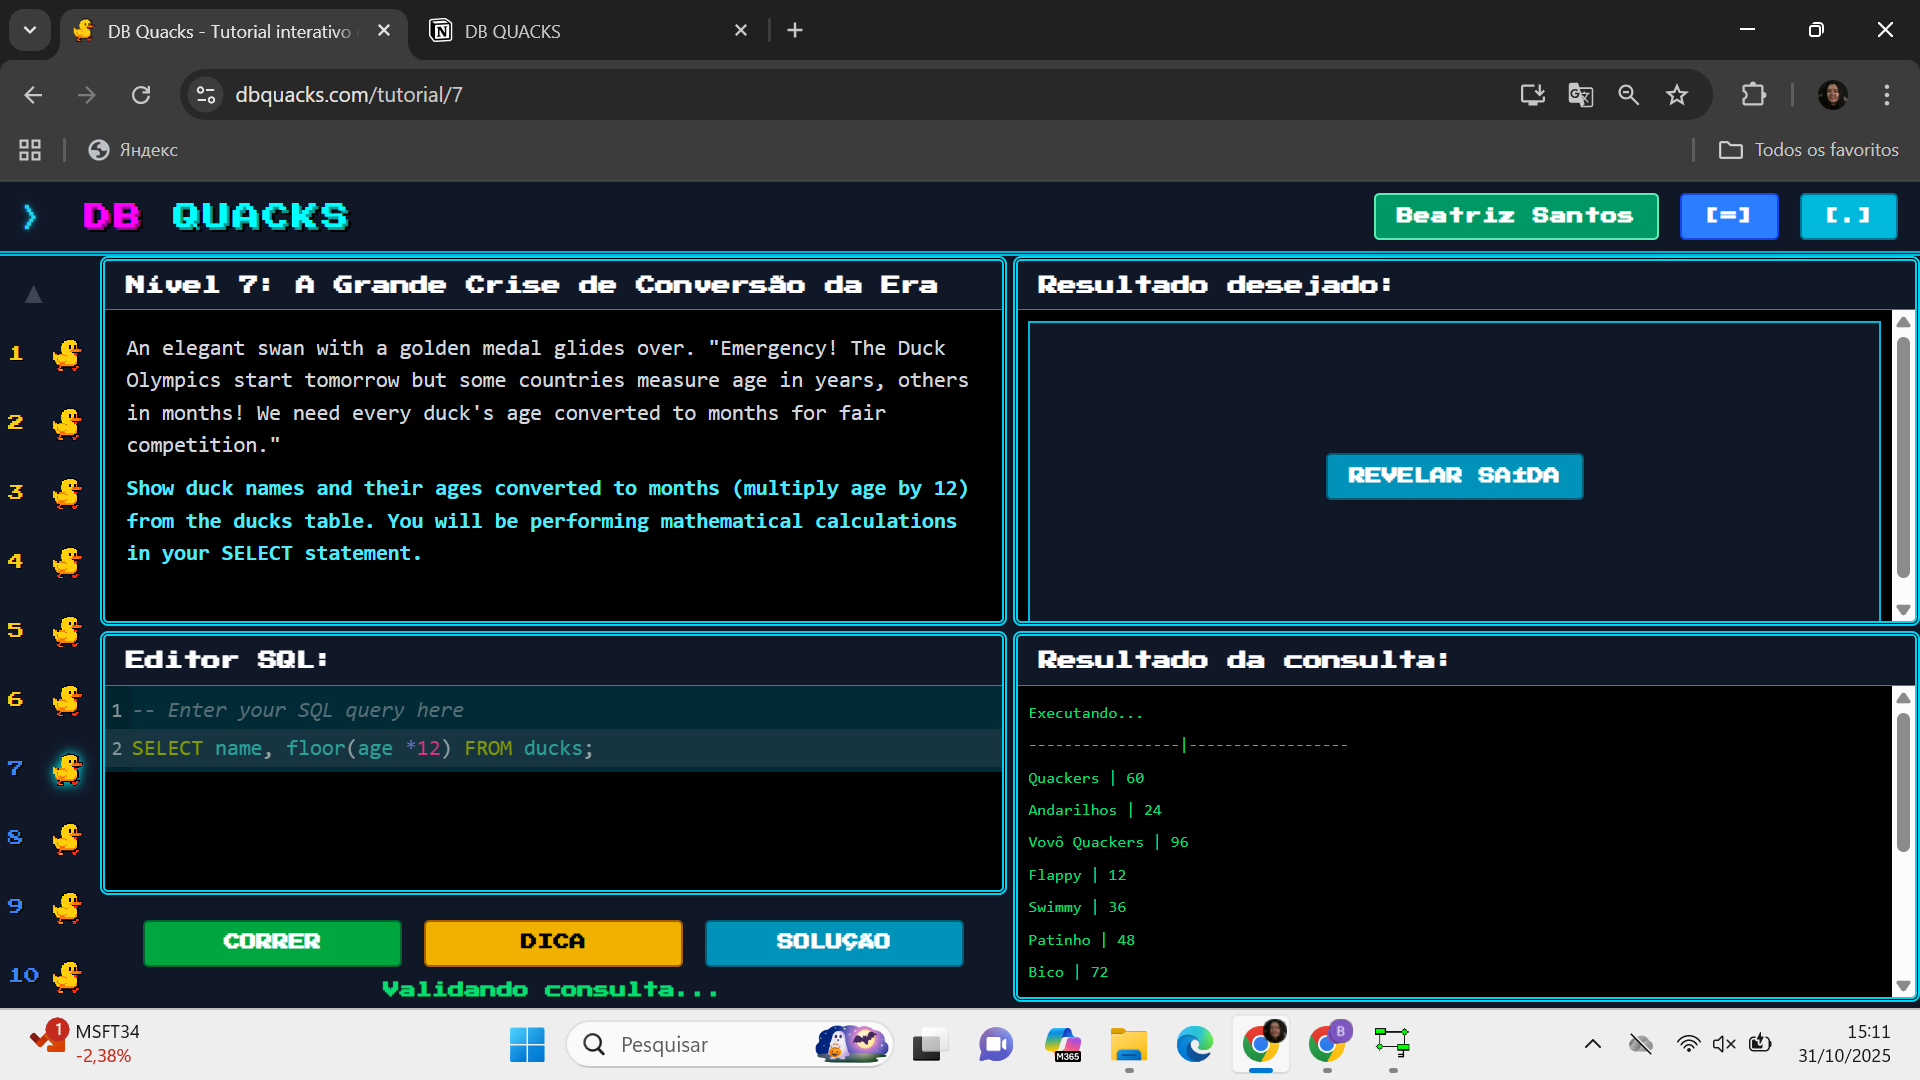 DB Quacks - Tutorial interativo
DB QUACKS
dbquacks.com/tutorial/7
Яндекс
Todos os favoritos
DB QUACKS
Beatriz Santos
[=]
[.]
Nível 7: A Grande Crise de Conversão da Era
An elegant swan with a golden medal glides over. "Emergency! The Duck
Olympics start tomorrow but some countries measure age in years, others
in months! We need every duck's age converted to months for fair
competition."
Show duck names and their ages converted to months (multiply age by 12)
from the ducks table. You will be performing mathematical calculations
in your SELECT statement.
1
2
3
4
5
6
7
8
9
10
Resultado desejado:
REVELAR SAíDA
Editor SQL:
1 -- Enter your SQL query here
2 SELECT name, floor(age *12) FROM ducks;
CORRER
DICA
SOLUÇÃO
Validando consulta...
Resultado da consulta:
Executando...
-----------------|------------------
Quackers | 60
Andarilhos | 24
Vovô Quackers | 96
Flappy | 12
Swimmy | 36
Patinho | 48
Bico | 72
1
MSFT34
-2,38%
Pesquisar
M365
B
15:11
31/10/2025